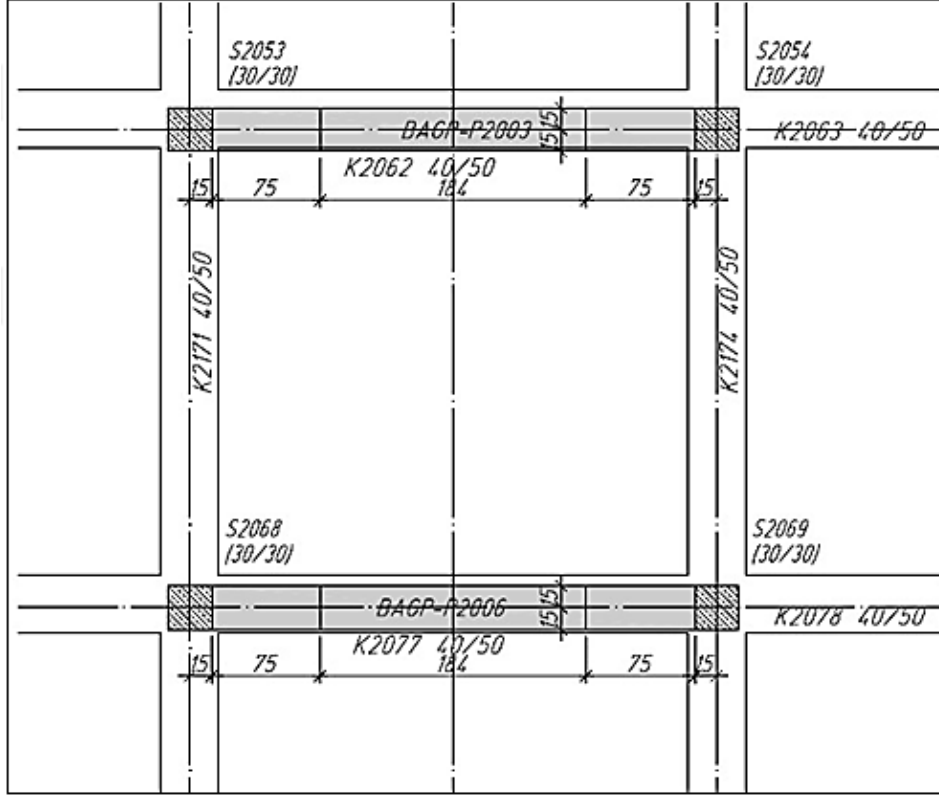 S2053
(30/30)
S2054
(30/30)
BAGP-P2003
15
15
K2063 40/50
K2062 40/50
15
75
184
75
15
K2171 40/50
K2174 40/50
S2068
(30/30)
S2069
(30/30)
BAGP-P2006
15
15
K2078 40/50
K2077 40/50
15
75
184
75
15